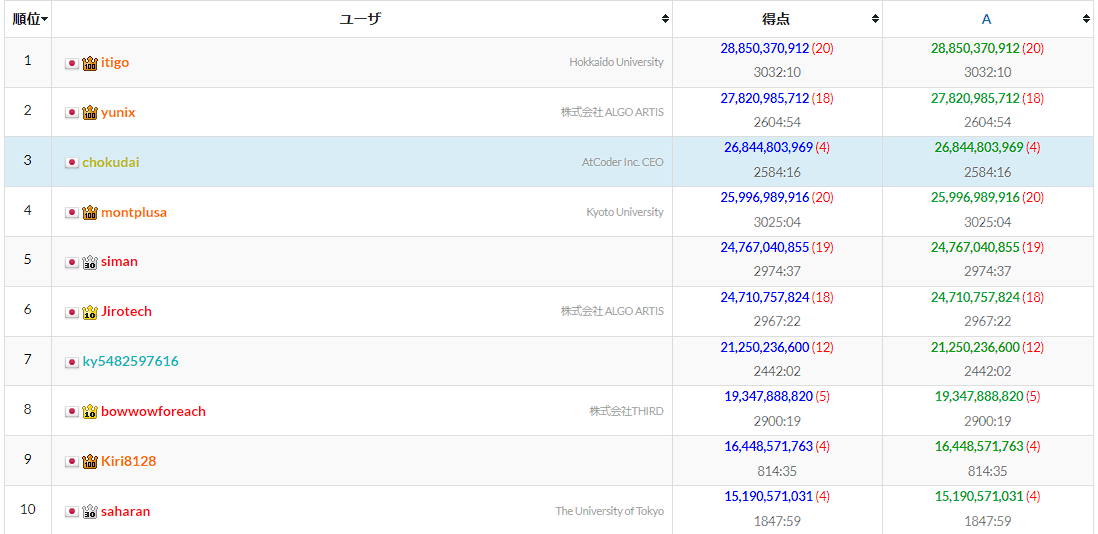 順位 ユーザ 得点 A
1 100 itigo Hokkaido University 28,850,370,912 (20) 28,850,370,912 (20)
3032:10 3032:10
2 100 yunix 株式会社 ALGO ARTIS 27,820,985,712 (18) 27,820,985,712 (18)
2604:54 2604:54
3 chokudai AtCoder Inc. CEO 26,844,803,969 (4) 26,844,803,969 (4)
2584:16 2584:16
4 100 montplusa Kyoto University 25,996,989,916 (20) 25,996,989,916 (20)
3025:04 3025:04
5 30 siman 24,767,040,855 (19) 24,767,040,855 (19)
2974:37 2974:37
6 10 Jirotech 株式会社 ALGO ARTIS 24,710,757,824 (18) 24,710,757,824 (18)
2967:22 2967:22
7 ky5482597616 21,250,236,600 (12) 21,250,236,600 (12)
2442:02 2442:02
8 10 bowwowforeach 株式会社THIRD 19,347,888,820 (5) 19,347,888,820 (5)
2900:19 2900:19
9 100 Kiri8128 16,448,571,763 (4) 16,448,571,763 (4)
814:35 814:35
10 30 saharan The University of Tokyo 15,190,571,031 (4) 15,190,571,031 (4)
1847:59 1847:59